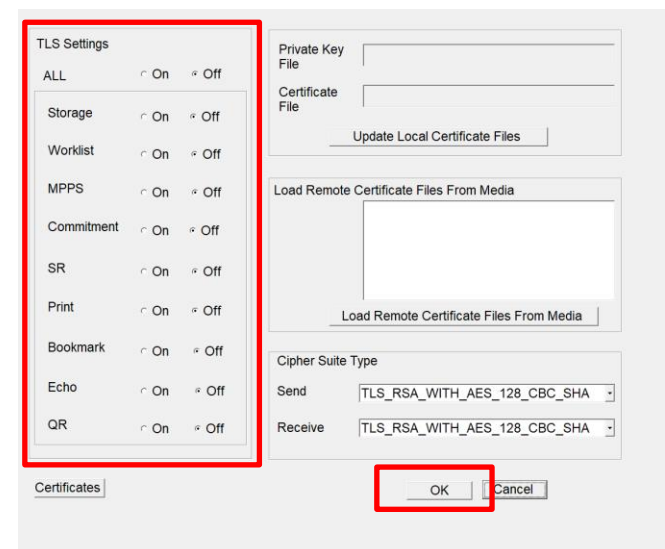 TLS Settings
ALL On Off
Storage On Off
Worklist On Off
MPPS On Off
Commitment On Off
SR On Off
Print On Off
Bookmark On Off
Echo On Off
QR On Off
Certificates
Private Key
File
Certificate
File
Update Local Certificate Files
Load Remote Certificate Files From Media
Load Remote Certificate Files From Media
Cipher Suite Type
Send TLS_RSA_WITH_AES_128_CBC_SHA
Receive TLS_RSA_WITH_AES_128_CBC_SHA
OK Cancel